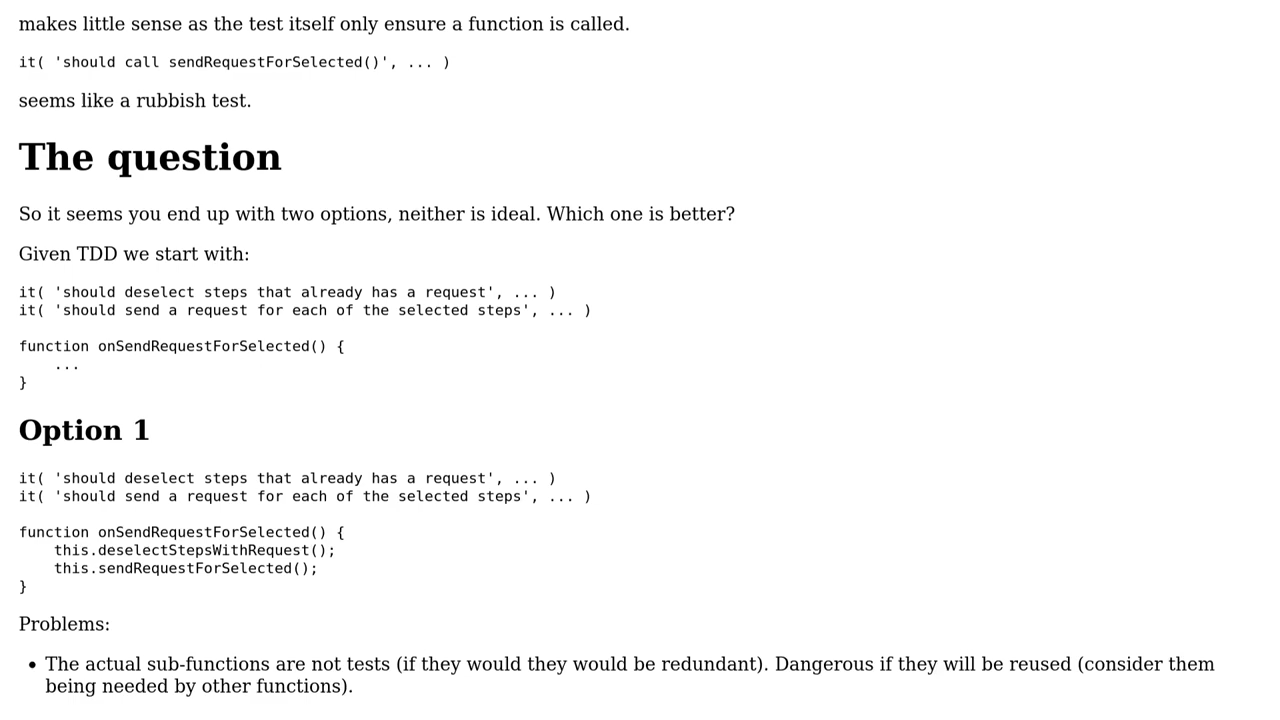 makes little sense as the test itself only ensure a function is called.
it( 'should call sendRequestForSelected()', ... )
seems like a rubbish test.
The question
So it seems you end up with two options, neither is ideal. Which one is better?
Given TDD we start with:
it( 'should deselect steps that already has a request', ... )
it( 'should send a request for each of the selected steps', ... )
function onSendRequestForSelected() {
    ...
}
Option 1
it( 'should deselect steps that already has a request', ... )
it( 'should send a request for each of the selected steps', ... )
function onSendRequestForSelected() {
    this.deselectStepsWithRequest();
    this.sendRequestForSelected();
}
Problems:
• The actual sub-functions are not tests (if they would they would be redundant). Dangerous if they will be reused (consider them
being needed by other functions).